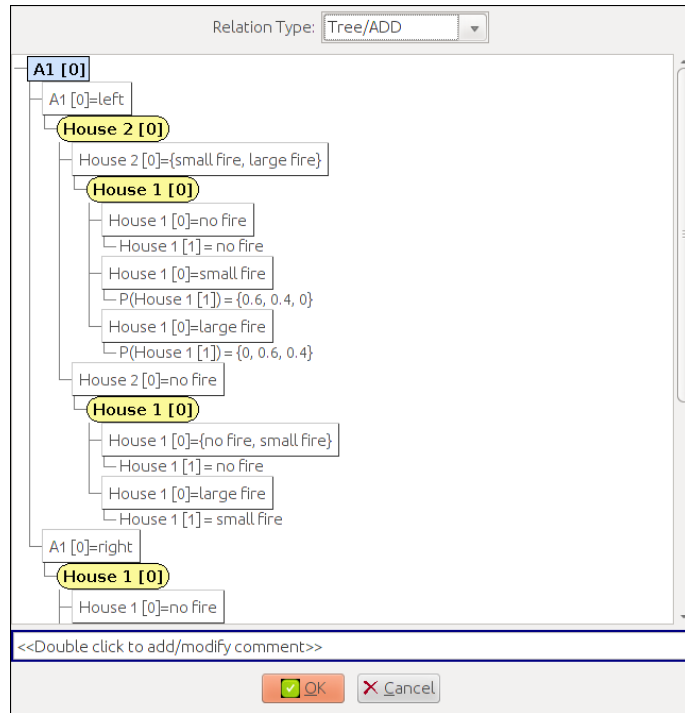 Relation Type: Tree/ADD
A1 [0]
A1 [0]=left
House 2 [0]
House 2 [0]={small fire, large fire}
House 1 [0]
House 1 [0]=no fire
House 1 [1] = no fire
House 1 [0]=small fire
P(House 1 [1]) = {0.6, 0.4, 0}
House 1 [0]=large fire
P(House 1 [1]) = {0, 0.6, 0.4}
House 2 [0]=no fire
House 1 [0]
House 1 [0]={no fire, small fire}
House 1 [1] = no fire
House 1 [0]=large fire
House 1 [1] = small fire
A1 [0]=right
House 1 [0]
House 1 [0]=no fire
<<Double click to add/modify comment>>
OK Cancel